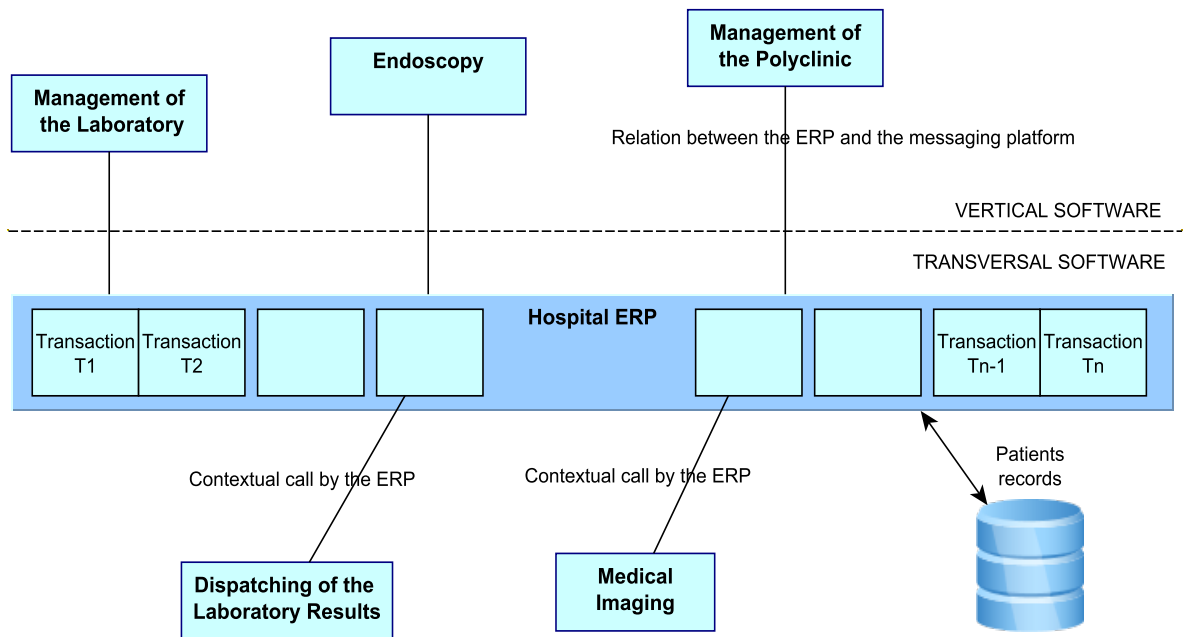 Management of
the Polyclinic
Endoscopy
Management of
the Laboratory
Relation between the ERP and the messaging platform
VERTICAL SOFTWARE
TRANSVERSAL SOFTWARE
Hospital ERP
Transaction
T1
Transaction
T2
Transaction
Tn-1
Transaction
Tn
Contextual call by the ERP
Contextual call by the ERP
Patients
records
Dispatching of the
Laboratory Results
Medical
Imaging